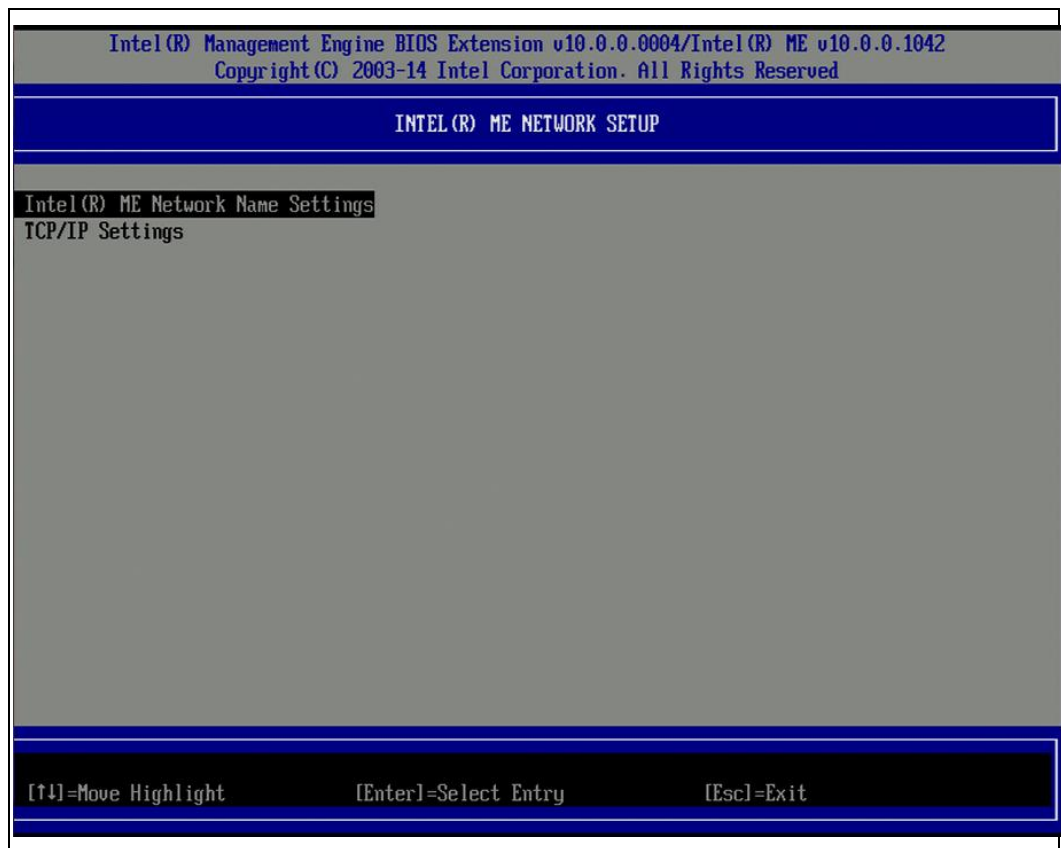 Intel(R) Management Engine BIOS Extension v10.0.0.0004/Intel(R) ME v10.0.0.1042
Copyright(C) 2003-14 Intel Corporation. All Rights Reserved
INTEL(R) ME NETWORK SETUP
Intel(R) ME Network Name Settings
TCP/IP Settings
[↑↓]=Move Highlight [Enter]=Select Entry [Esc]=Exit